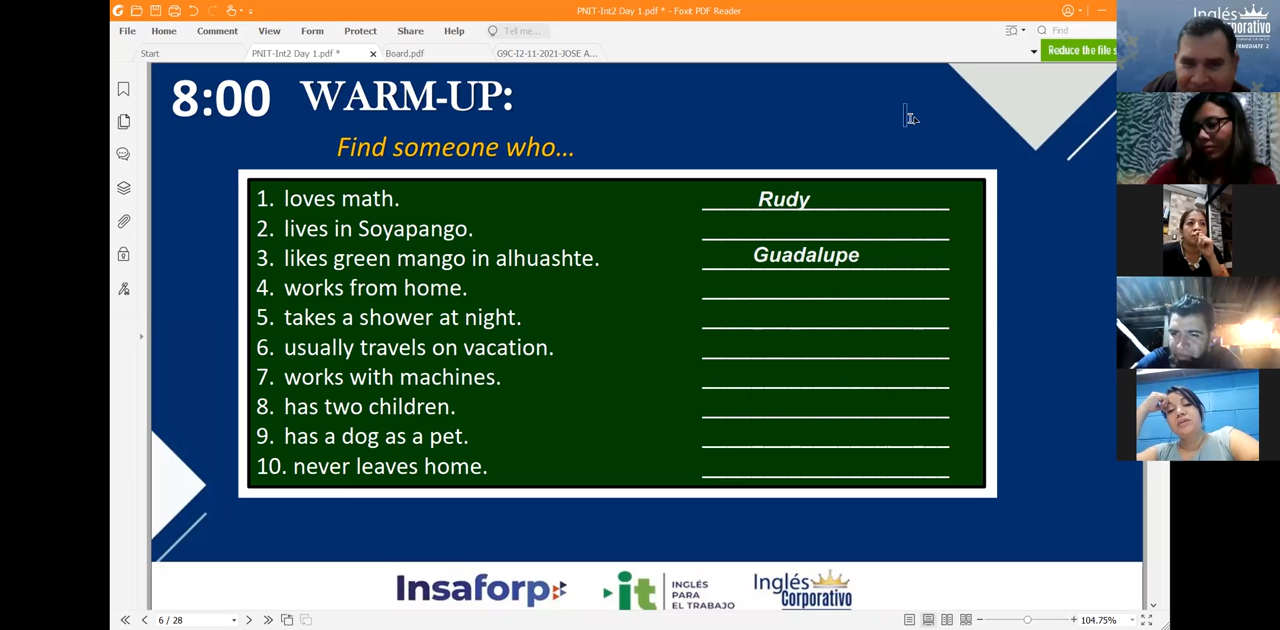 PNIT-Int2 Day 1.pdf * - Foxit PDF Reader
File Home Comment View Form Protect Share Help Tell me... Find
Start PNIT-Int2 Day 1.pdf * Board.pdf G9C-I2-11-2021-JOSE A...
Reduce the file s
Inglés
INTERMEDIATE 2
8:00 WARM-UP:
Find someone who...
1. loves math. Rudy
2. lives in Soyapango.
3. likes green mango in alhuashte. Guadalupe
4. works from home.
5. takes a shower at night.
6. usually travels on vacation.
7. works with machines.
8. has two children.
9. has a dog as a pet.
10. never leaves home.
Insaforp
it
INGLÉS
PARA
EL TRABAJO
Inglés
Corporativo
6 / 28 104.75%